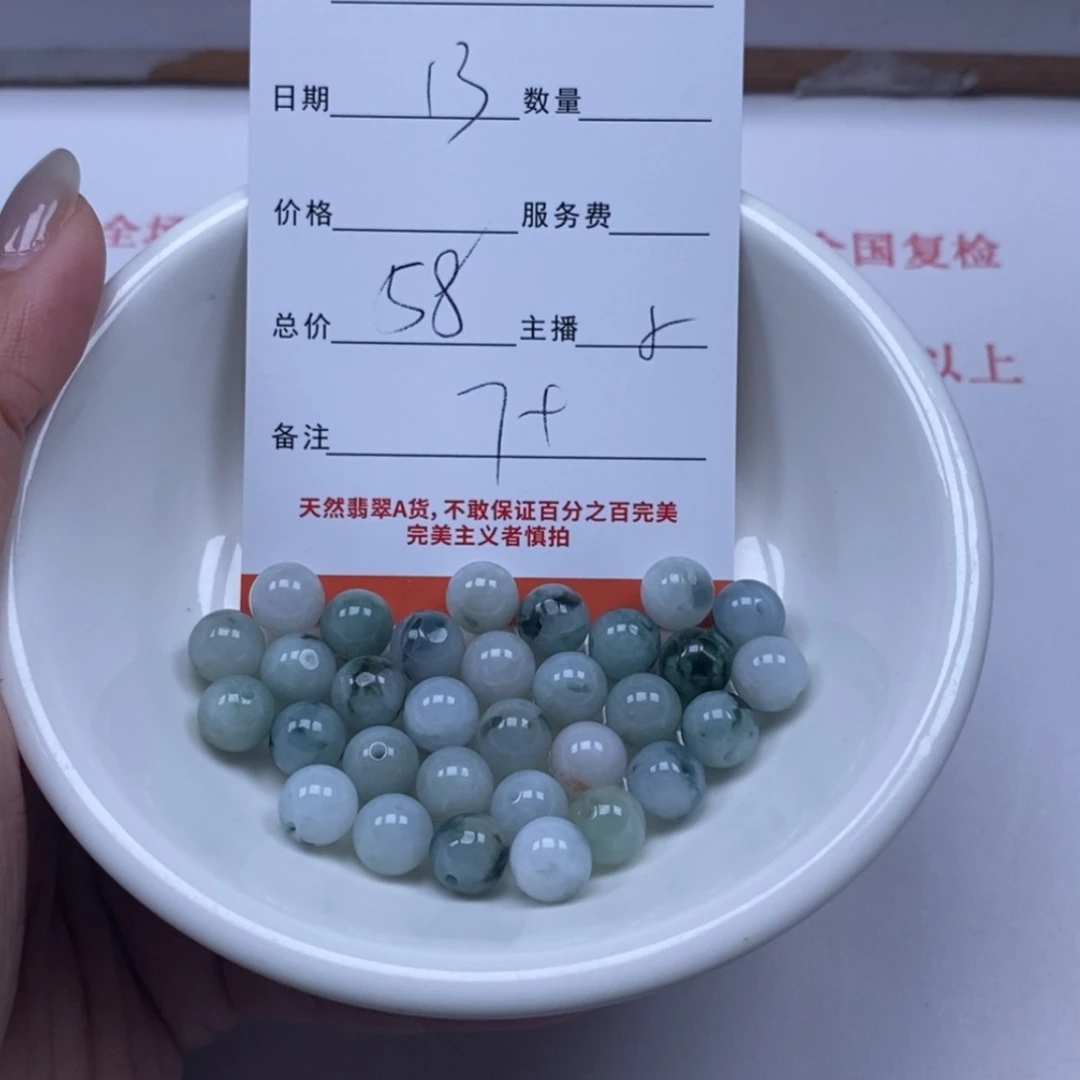 日期 13 数量
价格 服务费
总价 58 主播
备注 7+
天然翡翠A货，不敢保证百分之百完美
完美主义者慎拍
全场
全国复检
以上